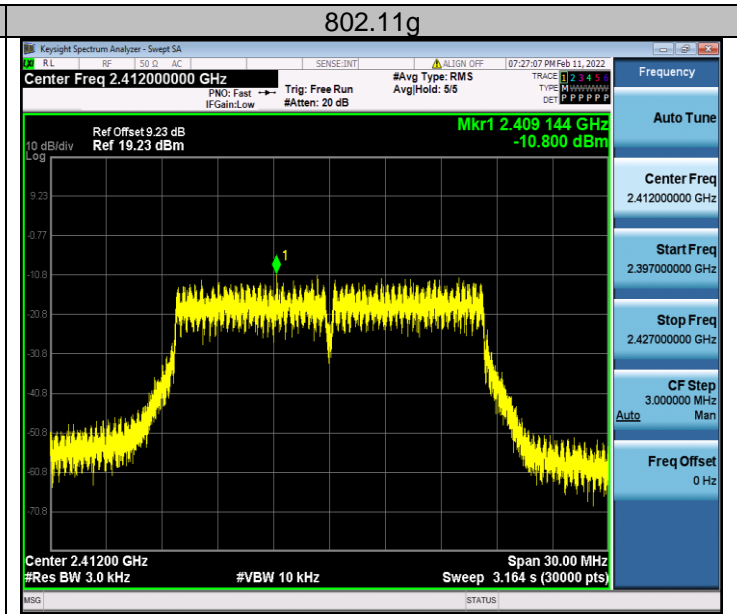 802.11g
Keysight Spectrum Analyzer - Swept SA
RL RF 50 Ω AC SENSE:INT ALIGN OFF 07:27:07 PM Feb 11, 2022
Center Freq 2.412000000 GHz
PNO: Fast
IFGain:Low
Trig: Free Run
#Atten: 20 dB
#Avg Type: RMS
Avg|Hold: 5/5
TRACE 1 2 3 4 5 6
TYPE M WWWWW
DET P P P P P P
Ref Offset 9.23 dB
10 dB/div Ref 19.23 dBm
Log
Mkr1 2.409 144 GHz
-10.800 dBm
9.23
-0.77
-10.8
-20.8
-30.8
-40.8
-50.8
-60.8
-70.8
1
Center 2.41200 GHz
Span 30.00 MHz
#Res BW 3.0 kHz
#VBW 10 kHz
Sweep 3.164 s (30000 pts)
MSG
STATUS
Frequency
Auto Tune
Center Freq
2.412000000 GHz
Start Freq
2.397000000 GHz
Stop Freq
2.427000000 GHz
CF Step
3.000000 MHz
Auto Man
Freq Offset
0 Hz